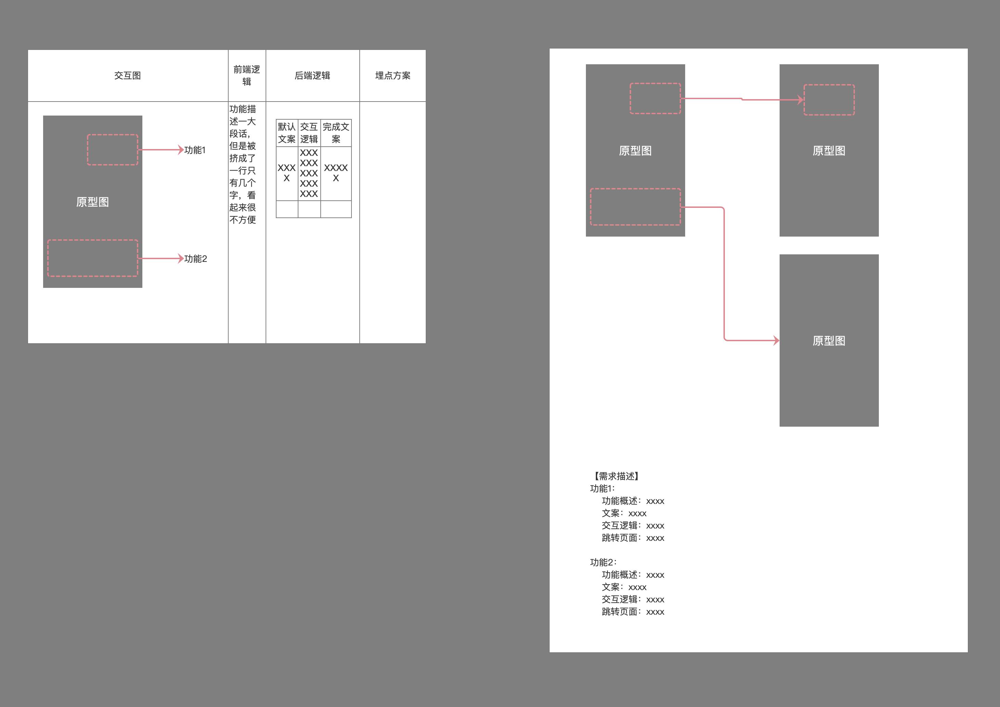 交互图
前端逻
辑
后端逻辑
埋点方案
原型图
功能1
功能2
功能描
述一大
段话，
但是被
挤成了
一行只
有几个
字，看
起来很
不方便
默认
文案
交互
逻辑
完成文
案
XXX
X
XXX
XXX
XXX
XXX
XXX
XXXX
X
原型图
原型图
原型图
【需求描述】
功能1：
功能概述：xxxx
文案：xxxx
交互逻辑：xxxx
跳转页面：xxxx
功能2：
功能概述：xxxx
文案：xxxx
交互逻辑：xxxx
跳转页面：xxxx